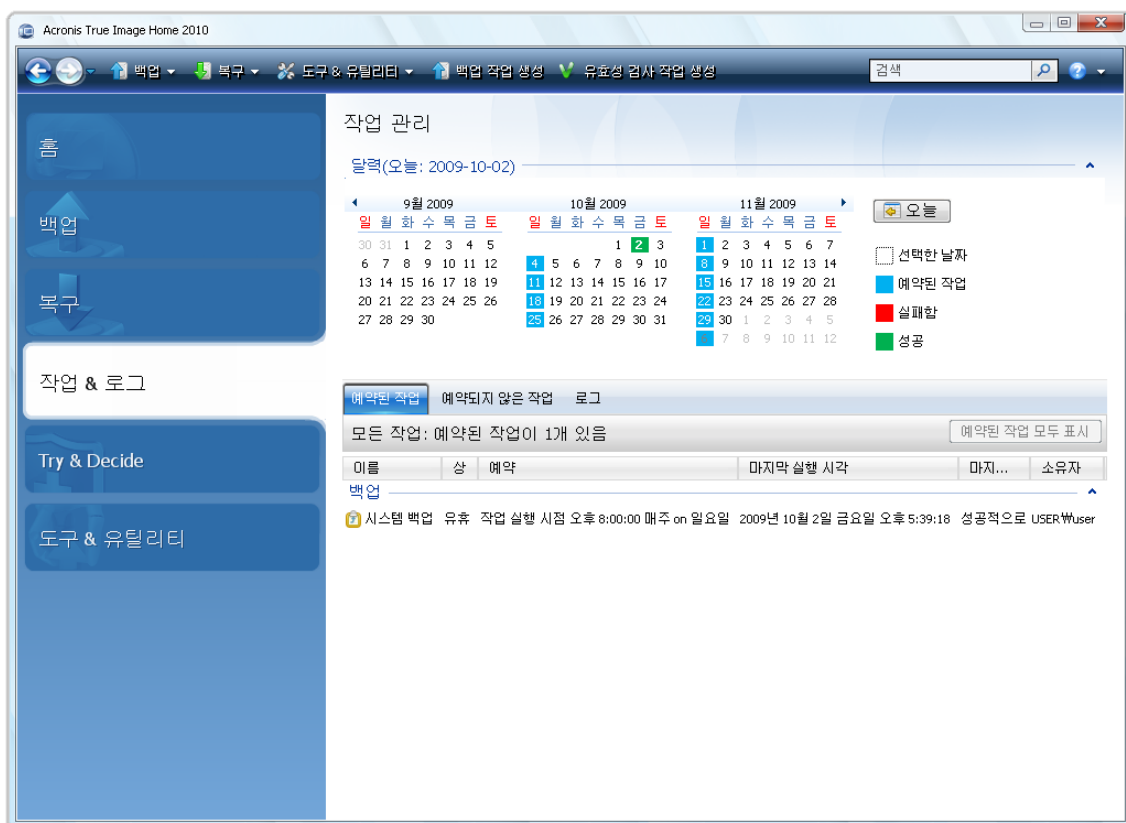 Acronis True Image Home 2010
백업 복구 도구 & 유틸리티 백업 작업 생성 유효성 검사 작업 생성 검색
홈
백업
복구
작업 & 로그
Try & Decide
도구 & 유틸리티
작업 관리
달력(오늘: 2009-10-02)
9월 2009 10월 2009 11월 2009
일 월 화 수 목 금 토 일 월 화 수 목 금 토 일 월 화 수 목 금 토
30 31 1 2 3 4 5 1 2 3 1 2 3 4 5 6 7
6 7 8 9 10 11 12 4 5 6 7 8 9 10 8 9 10 11 12 13 14
13 14 15 16 17 18 19 11 12 13 14 15 16 17 15 16 17 18 19 20 21
20 21 22 23 24 25 26 18 19 20 21 22 23 24 22 23 24 25 26 27 28
27 28 29 30 25 26 27 28 29 30 31 29 30 1 2 3 4 5
6 7 8 9 10 11 12
오늘
선택한 날짜
예약된 작업
실패함
성공
예약된 작업 예약되지 않은 작업 로그
모든 작업: 예약된 작업이 1개 있음 예약된 작업 모두 표시
이름 상 예약 마지막 실행 시각 마지... 소유자
백업
시스템 백업 유휴 작업 실행 시점 오후 8:00:00 매주 on 일요일 2009년 10월 2일 금요일 오후 5:39:18 성공적으로 USER₩user